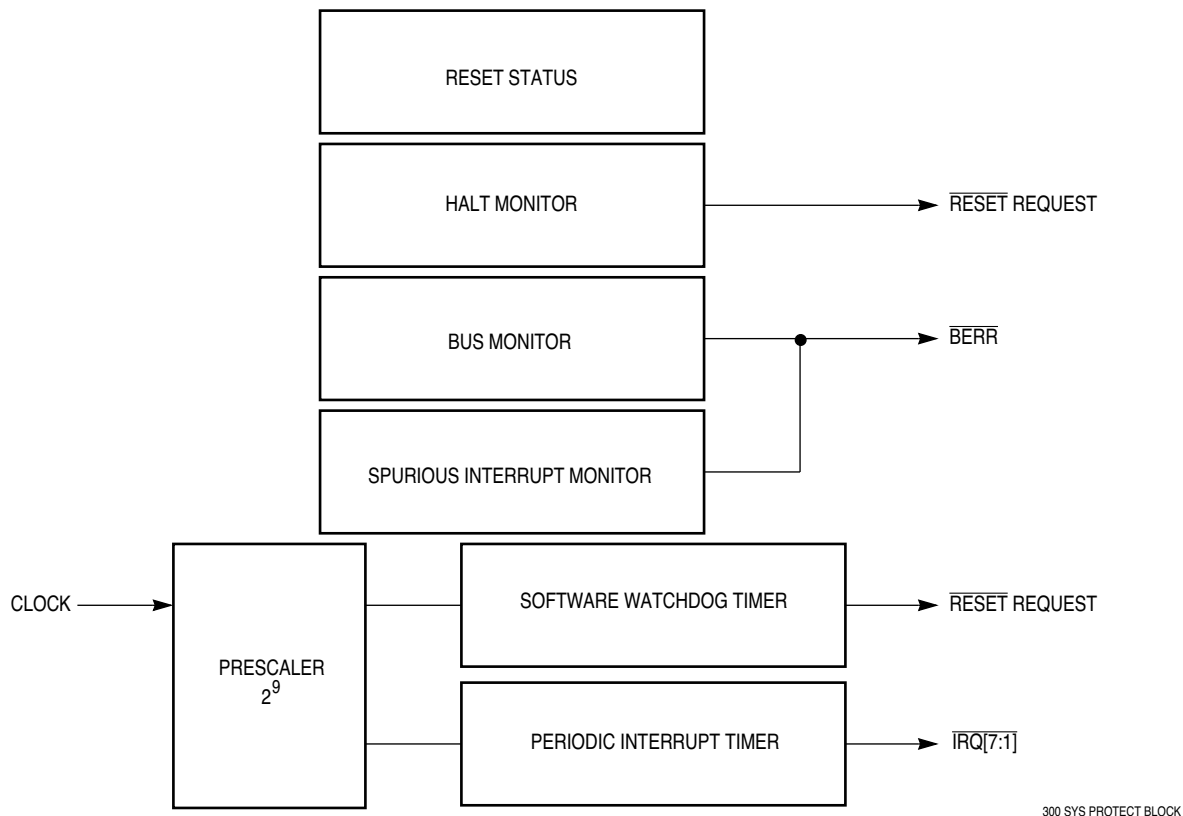 RESET STATUS
HALT MONITOR
RESET REQUEST
BUS MONITOR
BERR
SPURIOUS INTERRUPT MONITOR
CLOCK
PRESCALER
2^9
SOFTWARE WATCHDOG TIMER
RESET REQUEST
PERIODIC INTERRUPT TIMER
IRQ[7:1]
300 SYS PROTECT BLOCK